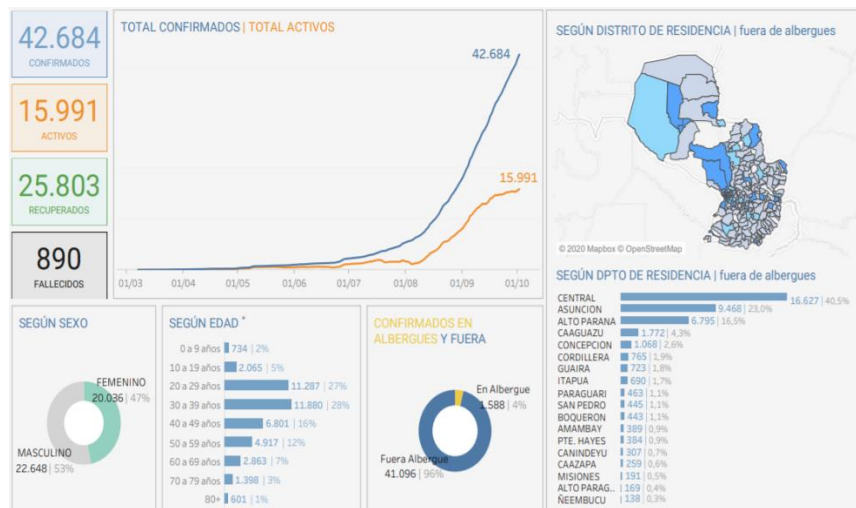 42.684
CONFIRMADOS
15.991
ACTIVOS
25.803
RECUPERADOS
890
FALLECIDOS
TOTAL CONFIRMADOS | TOTAL ACTIVOS
42.684
15.991
01/03 01/04 01/05 01/06 01/07 01/08 01/09 01/10
SEGÚN DISTRITO DE RESIDENCIA | fuera de albergues
© 2020 Mapbox © OpenStreetMap
SEGÚN DPTO DE RESIDENCIA | fuera de albergues
CENTRAL 16.627 | 40,5%
ASUNCION 9.468 | 23,0%
ALTO PARANA 6.795 | 16,5%
CAAGUAZU 1.772 | 4,3%
CONCEPCION 1.068 | 2,6%
CORDILLERA 765 | 1,9%
GUAIRA 723 | 1,8%
ITAPUA 690 | 1,7%
PARAGUARI 463 | 1,1%
SAN PEDRO 445 | 1,1%
BOQUERON 443 | 1,1%
AMAMBAY 389 | 0,9%
PTE. HAYES 384 | 0,9%
CANINDEYU 307 | 0,7%
CAAZAPA 259 | 0,6%
MISIONES 191 | 0,5%
ALTO PARAG.. 169 | 0,4%
ÑEEMBUCU 138 | 0,3%
SEGÚN SEXO
FEMENINO
20.036 | 47%
MASCULINO
22.648 | 53%
SEGÚN EDAD *
0 a 9 años 734 | 2%
10 a 19 años 2.065 | 5%
20 a 29 años 11.287 | 27%
30 a 39 años 11.880 | 28%
40 a 49 años 6.801 | 16%
50 a 59 años 4.917 | 12%
60 a 69 años 2.863 | 7%
70 a 79 años 1.398 | 3%
80+ 601 | 1%
CONFIRMADOS EN
ALBERGUES Y FUERA
En Albergue
1.588 | 4%
Fuera Albergue
41.096 | 96%